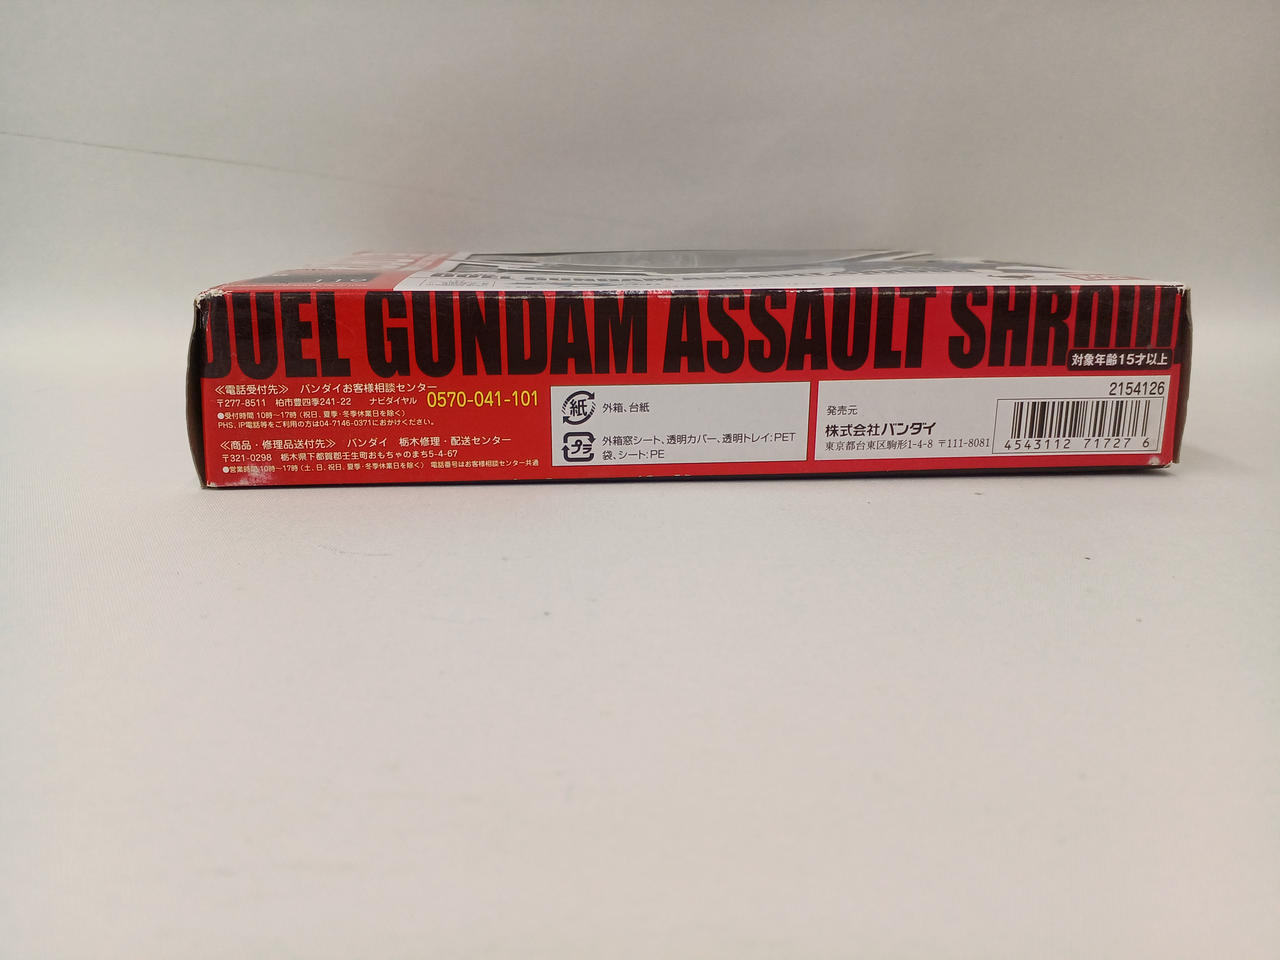 DUEL GUNDAM ASSAULT SHROUD
対象年齢15才以上
≪電話受付先≫ バンダイお客様相談センター
〒277-8511 柏市豊四季241-22 ナビダイヤル 0570-041-101
●受付時間 10時～17時(祝日、夏季・冬季休業日を除く)
PHS、IP電話等をご利用の方は04-7146-0371におかけください。
≪商品・修理品送付先≫ バンダイ 栃木修理・配送センター
〒321-0298 栃木県下都賀郡壬生町おもちゃのまち5-4-67
●営業時間 10時～17時(土、日、祝日、夏季・冬季休業日を除く) 電話番号はお客様相談センター共通
紙 外箱、台紙
プラ 外箱窓シート、透明カバー、透明トレイ:PET
袋、シート:PE
発売元
株式会社バンダイ
東京都台東区駒形1-4-8 〒111-8081
2154126
4543112 71727 6